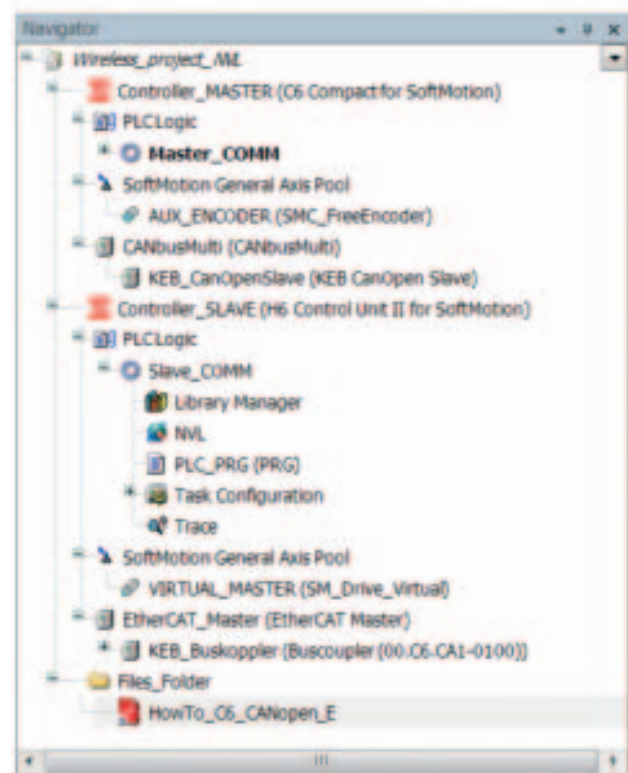 Navigator
Wireless_project_NVL
Controller_MASTER (C6 Compact for SoftMotion)
PLCLogic
Master_COMM
SoftMotion General Axis Pool
AUX_ENCODER (SMC_FreeEncoder)
CANbusMulti (CANbusMulti)
KEB_CanOpenSlave (KEB CanOpen Slave)
Controller_SLAVE (H6 Control Unit II for SoftMotion)
PLCLogic
Slave_COMM
Library Manager
NVL
PLC_PRG (PRG)
Task Configuration
Trace
SoftMotion General Axis Pool
VIRTUAL_MASTER (SM_Drive_Virtual)
EtherCAT_Master (EtherCAT Master)
KEB_Buskoppler (Buscoupler (00.C6.CA1-0100))
Files_Folder
HowTo_C6_CANopen_E